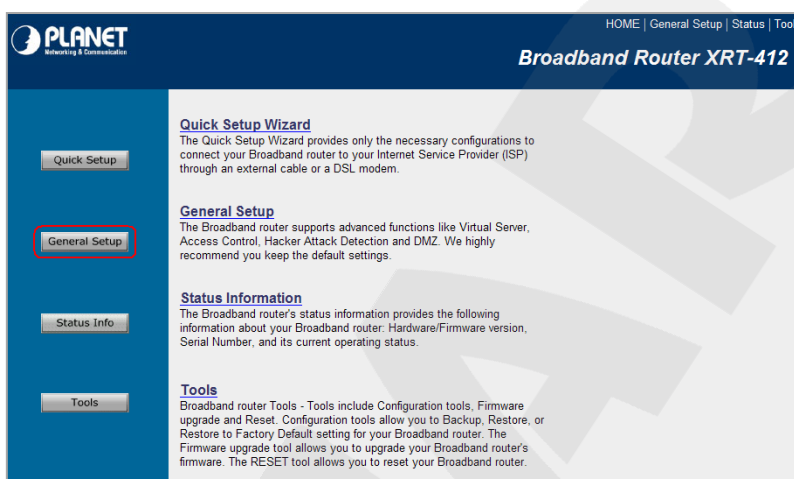 PLANET
Networking & Communication
HOME | General Setup | Status | Tool
Broadband Router XRT-412
Quick Setup
General Setup
Status Info
Tools
Quick Setup Wizard
The Quick Setup Wizard provides only the necessary configurations to
connect your Broadband router to your Internet Service Provider (ISP)
through an external cable or a DSL modem.
General Setup
The Broadband router supports advanced functions like Virtual Server,
Access Control, Hacker Attack Detection and DMZ. We highly
recommend you keep the default settings.
Status Information
The Broadband router's status information provides the following
information about your Broadband router: Hardware/Firmware version,
Serial Number, and its current operating status.
Tools
Broadband router Tools - Tools include Configuration tools, Firmware
upgrade and Reset. Configuration tools allow you to Backup, Restore, or
Restore to Factory Default setting for your Broadband router. The
Firmware upgrade tool allows you to upgrade your Broadband router's
firmware. The RESET tool allows you to reset your Broadband router.